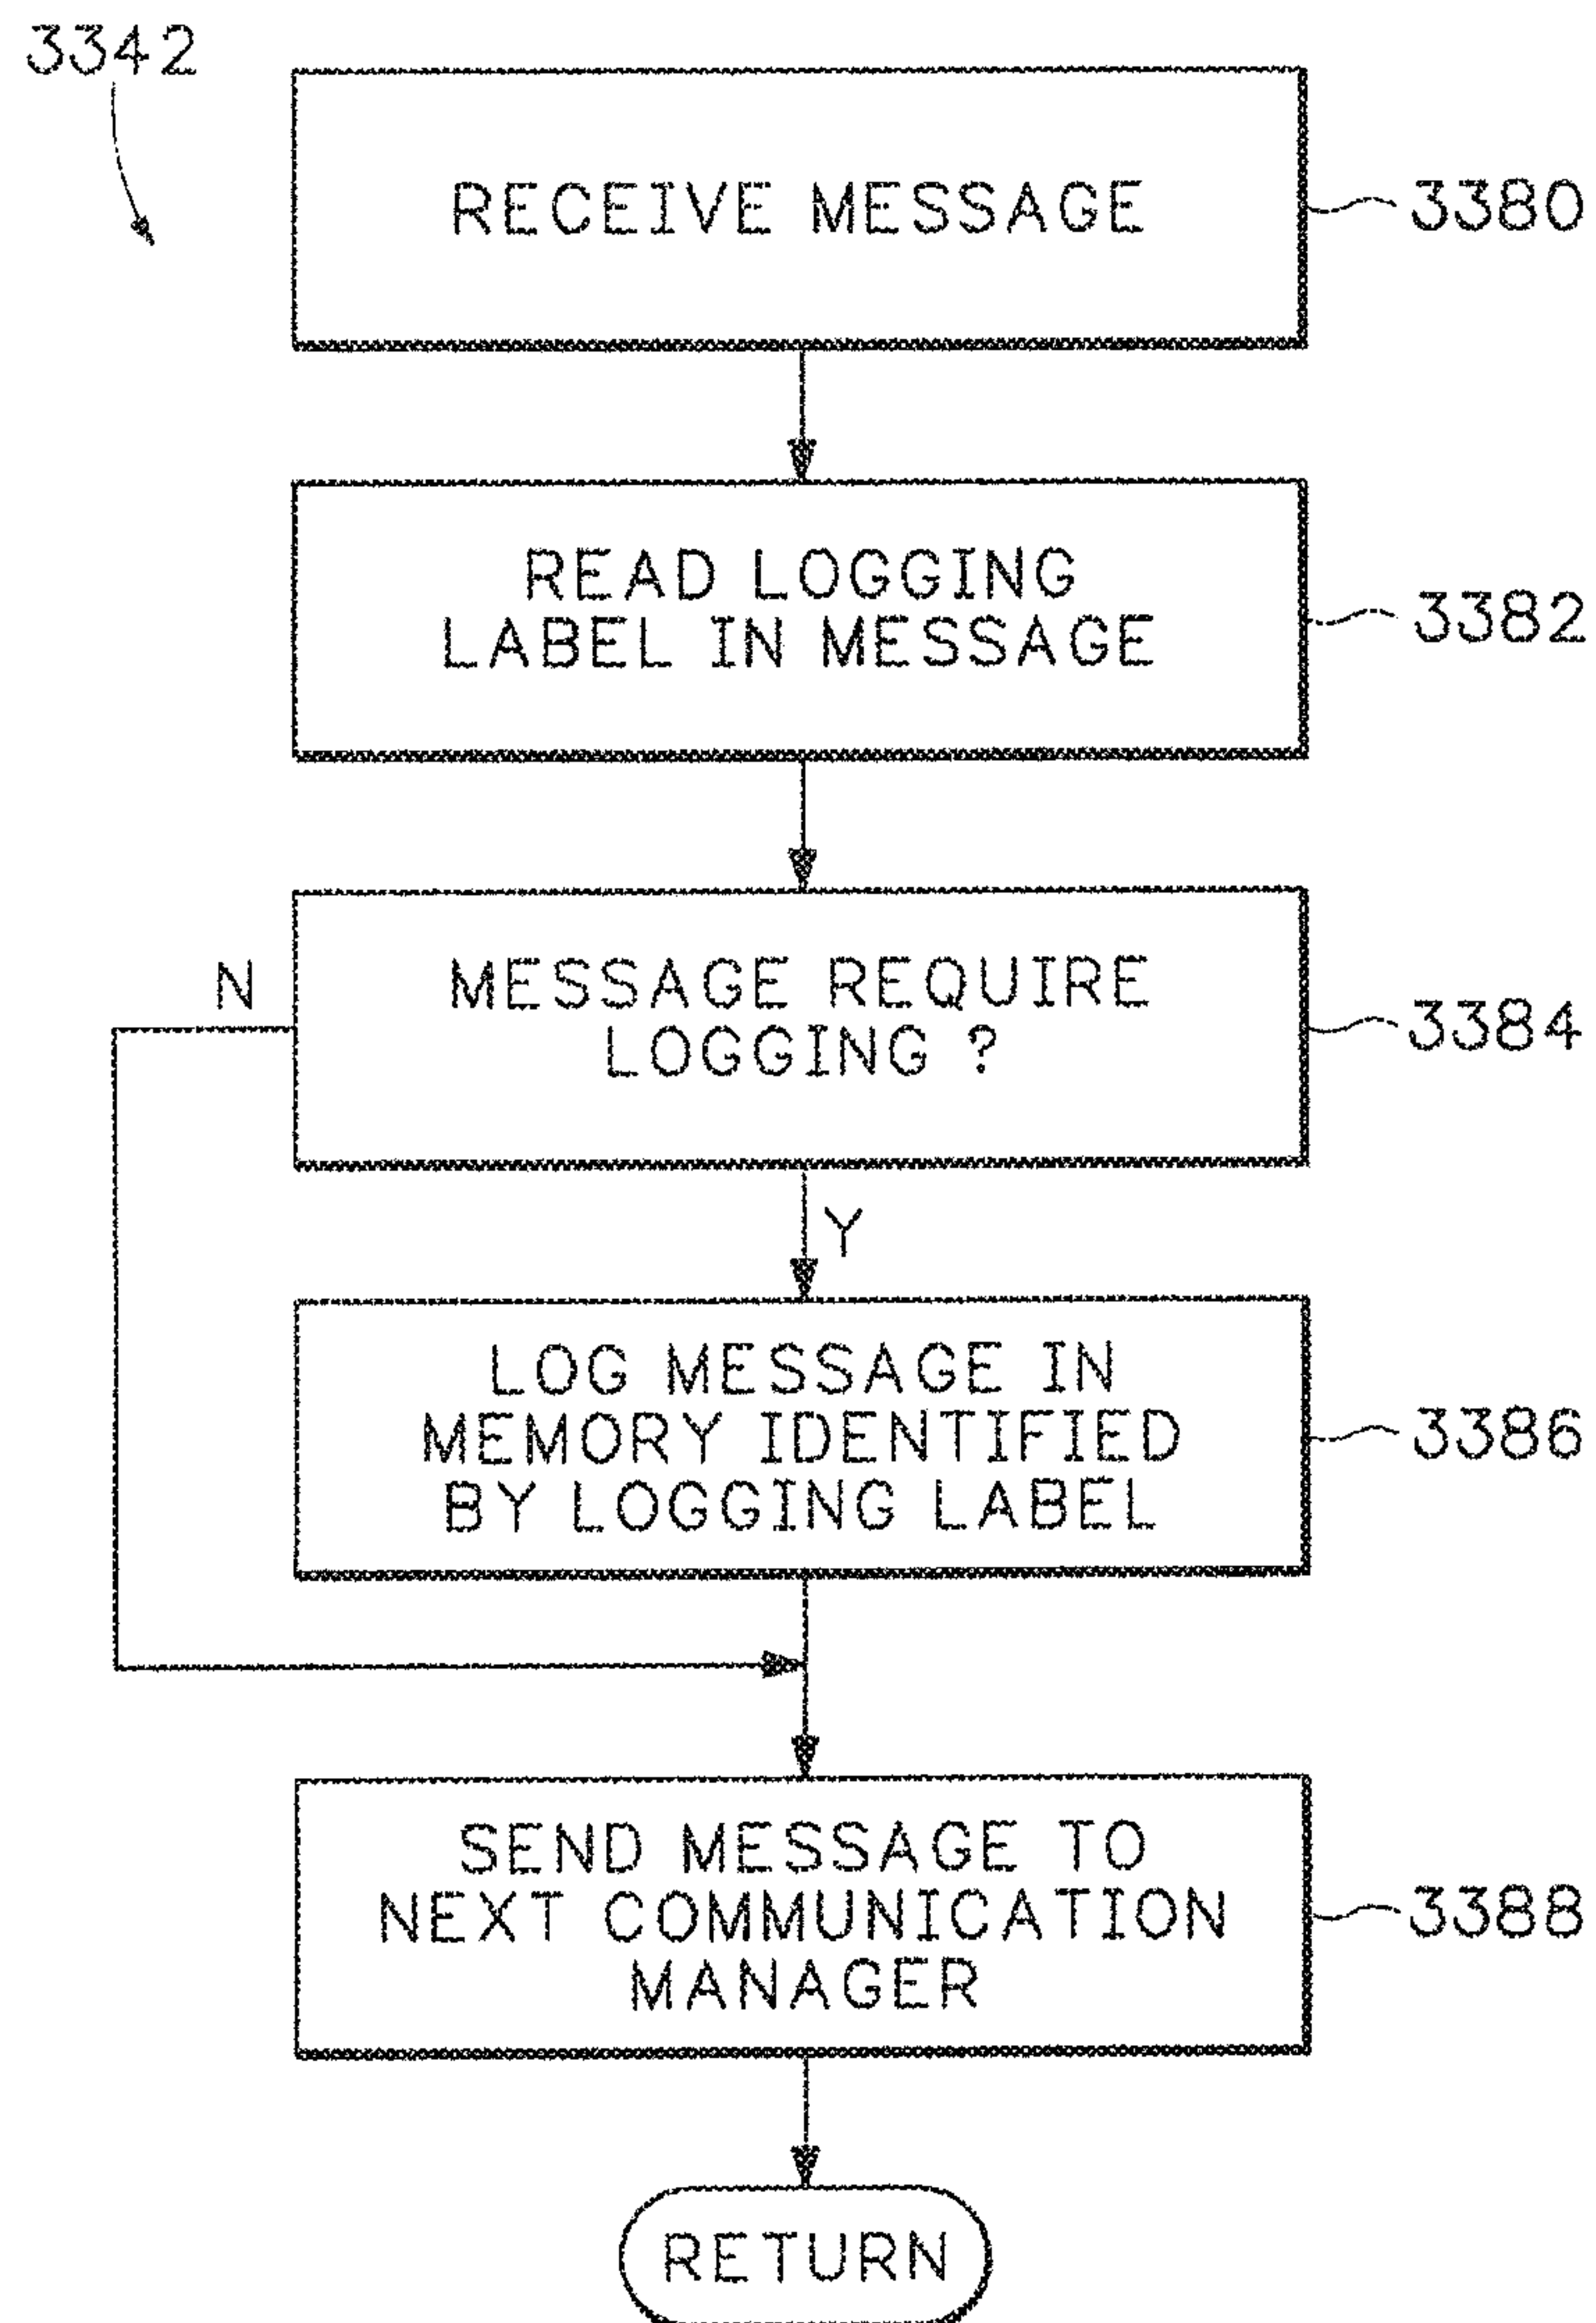 3342
RECEIVE MESSAGE
3380
READ LOGGING
LABEL IN MESSAGE
3382
MESSAGE REQUIRE
LOGGING ?
3384
N
Y
LOG MESSAGE IN
MEMORY IDENTIFIED
BY LOGGING LABEL
3386
SEND MESSAGE TO
NEXT COMMUNICATION
MANAGER
3388
RETURN